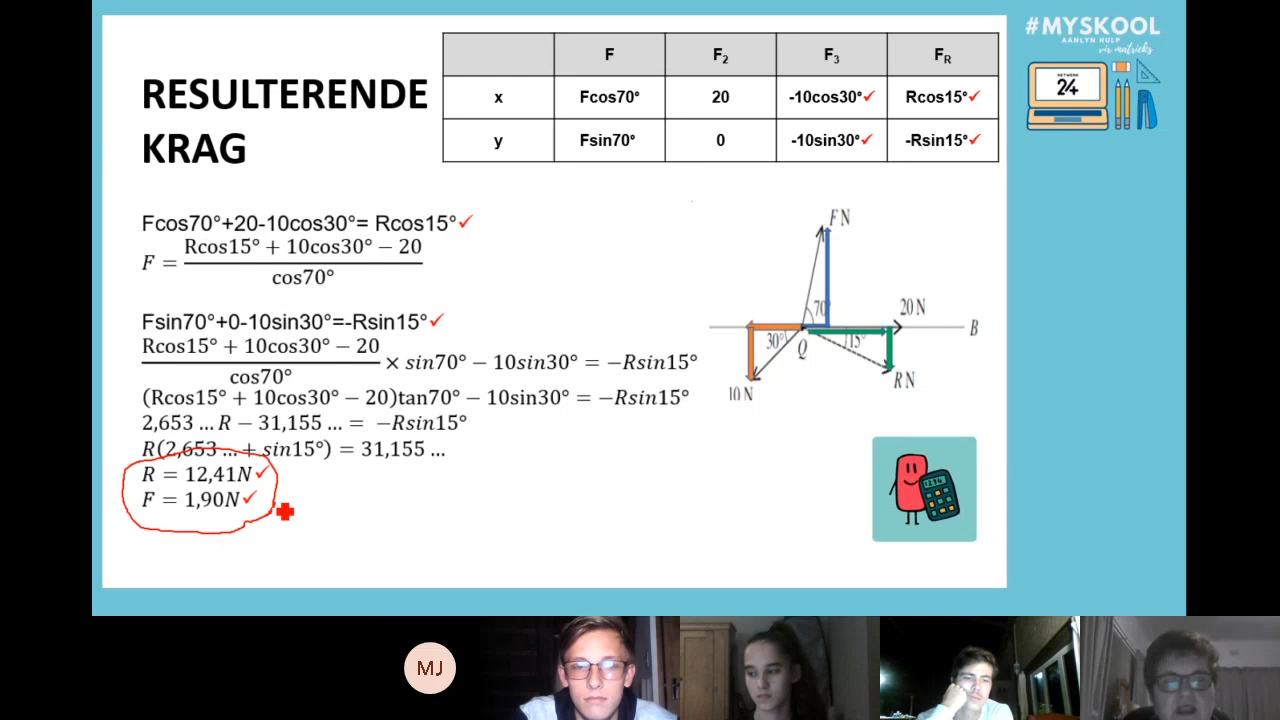 #MYSKOOL
AANLYN HULP
vir matrieks
NETWERK
24
RESULTERENDE
KRAG
F F₂ F₃ F_R
x Fcos70° 20 -10cos30°✓ Rcos15°✓
y Fsin70° 0 -10sin30°✓ -Rsin15°✓
Fcos70°+20-10cos30°= Rcos15°✓
F = (Rcos15° + 10cos30° − 20)/cos70°
Fsin70°+0-10sin30°=-Rsin15°✓
(Rcos15° + 10cos30° − 20)/cos70° × sin70° − 10sin30° = −Rsin15°
(Rcos15° + 10cos30° − 20)tan70° − 10sin30° = −Rsin15°
2,653 … R − 31,155 … = −Rsin15°
R(2,653 … + sin15°) = 31,155 …
R = 12,41N✓
F = 1,90N✓
F N
70
20 N
B
30°
Q
15°
10 N
R N
1234
MJ